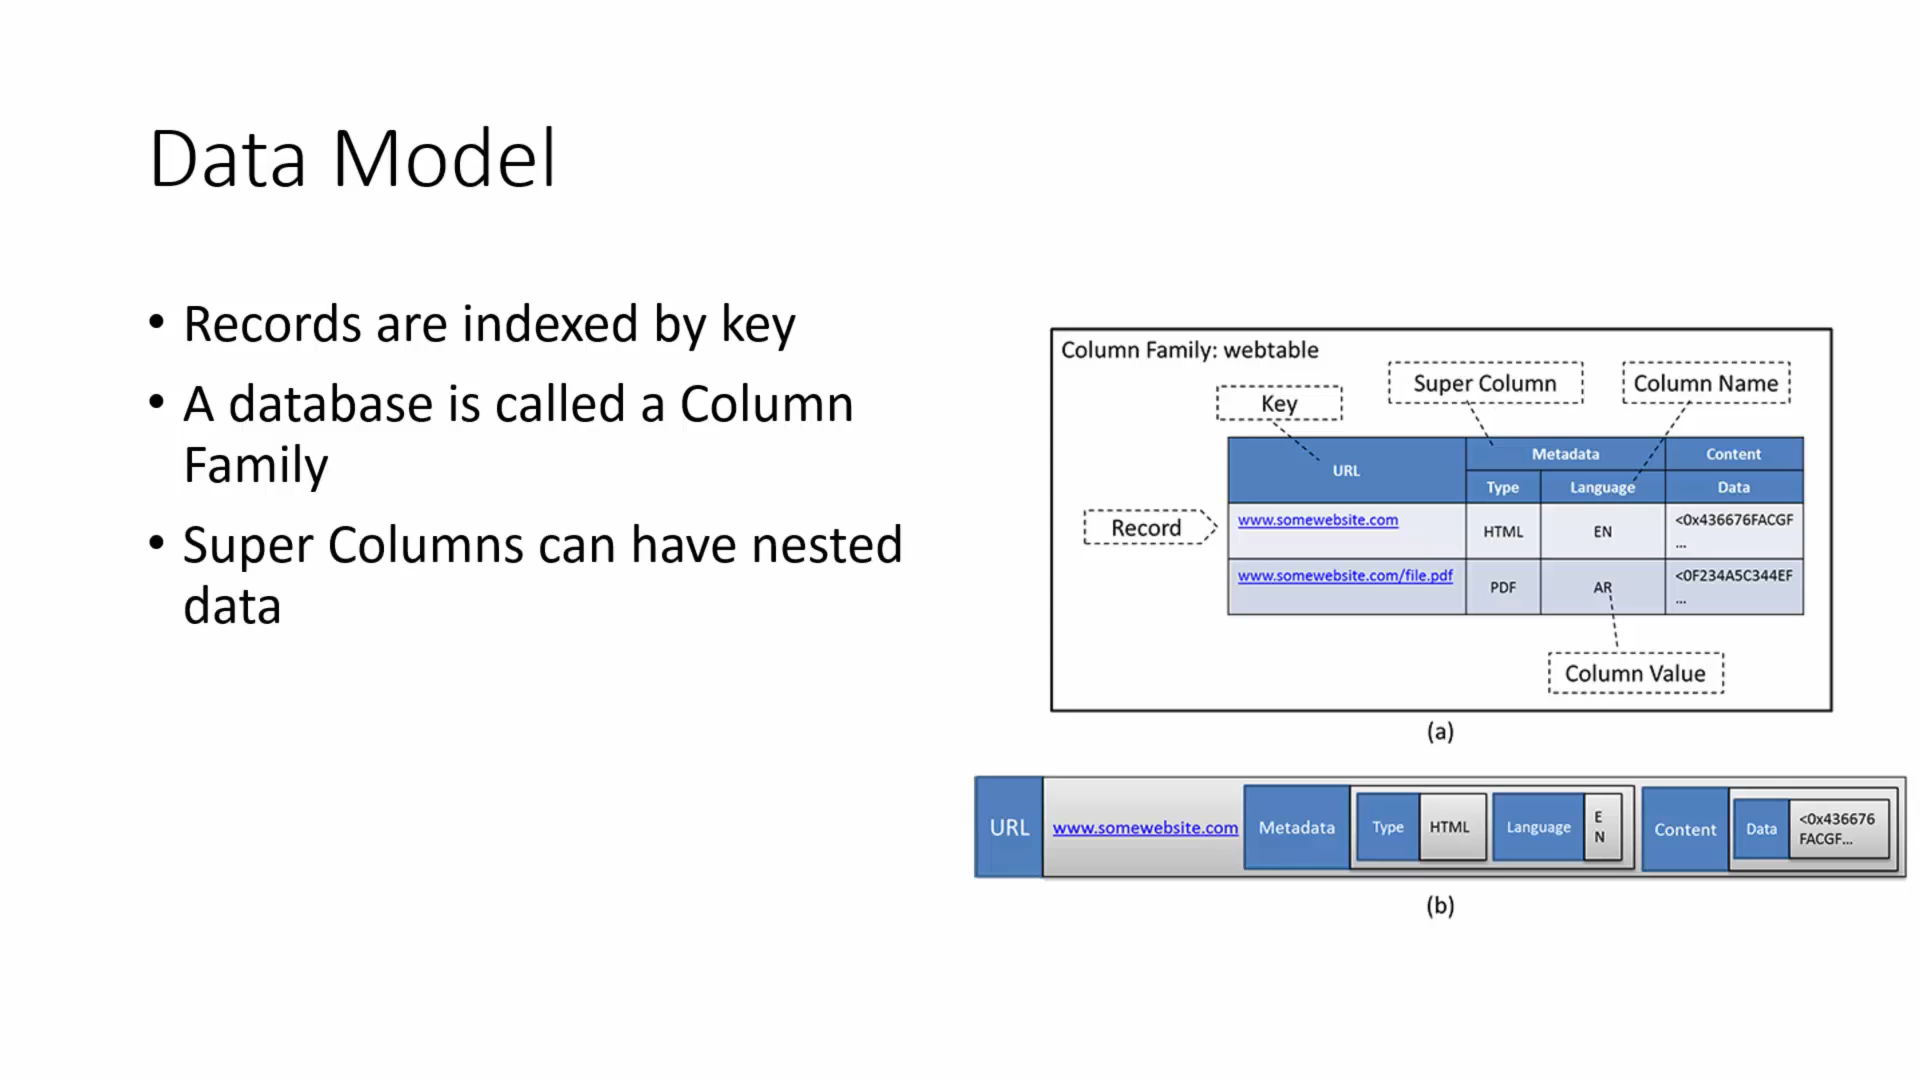 Data Model
• Records are indexed by key
• A database is called a Column
Family
• Super Columns can have nested
data
Column Family: webtable
Key
Super Column
Column Name
URL
Metadata
Content
Type
Language
Data
Record
www.somewebsite.com
HTML
EN
<0x436676FACGF
...
www.somewebsite.com/file.pdf
PDF
AR
<0F234A5C344EF
...
Column Value
(a)
URL
www.somewebsite.com
Metadata
Type
HTML
Language
E
N
Content
Data
<0x436676
FACGF...
(b)